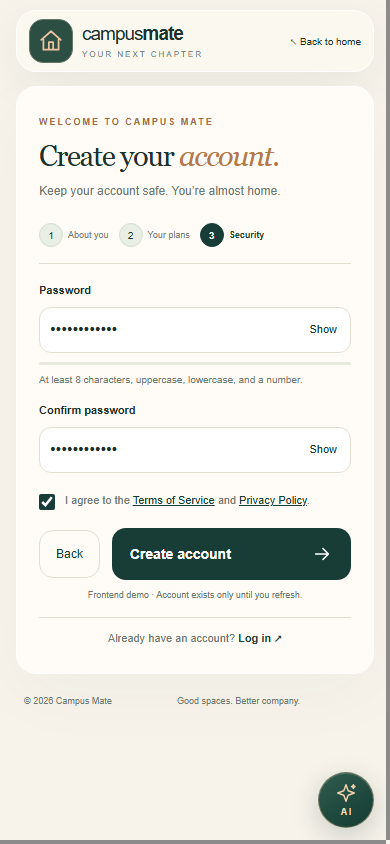 campusmate
YOUR NEXT CHAPTER
↖ Back to home
WELCOME TO CAMPUS MATE
Create your account.
Keep your account safe. You're almost home.
1 About you 2 Your plans 3 Security
Password
•••••••••••• Show
At least 8 characters, uppercase, lowercase, and a number.
Confirm password
•••••••••••• Show
I agree to the Terms of Service and Privacy Policy.
Back Create account →
Frontend demo · Account exists only until you refresh.
Already have an account? Log in ↗
© 2026 Campus Mate Good spaces. Better company.
AI